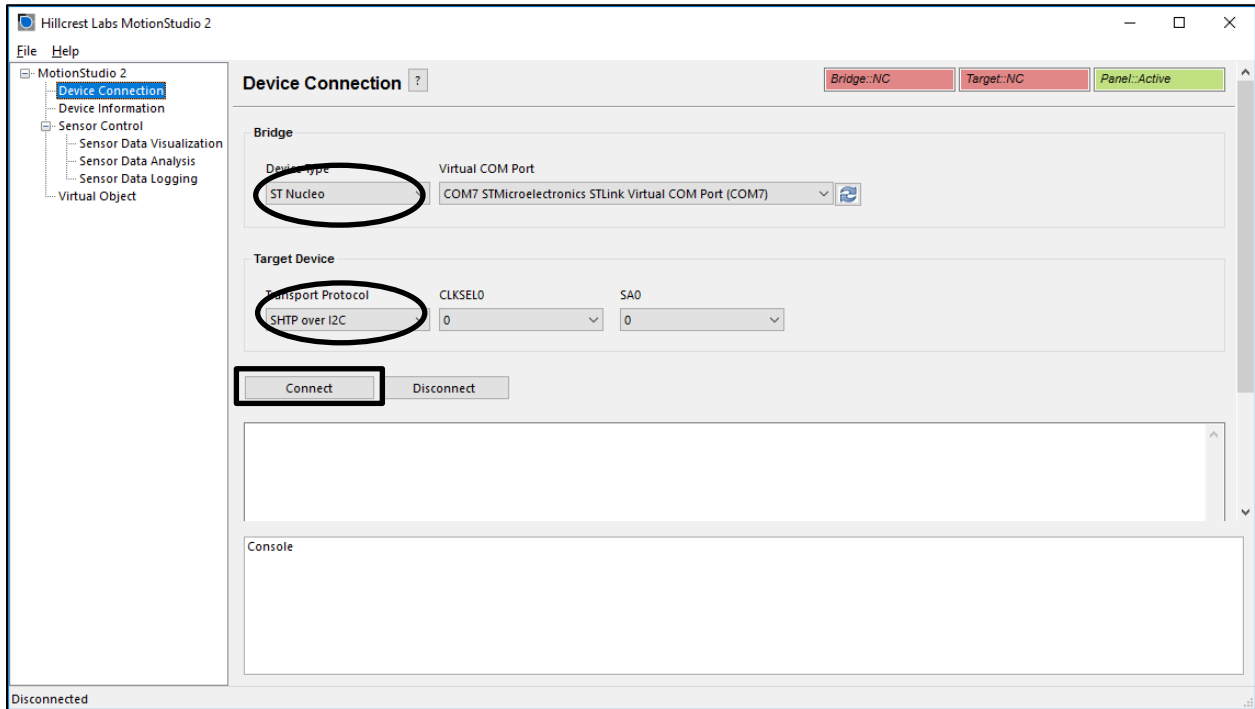 Hillcrest Labs MotionStudio 2
File Help
MotionStudio 2
Device Connection
Device Information
Sensor Control
Sensor Data Visualization
Sensor Data Analysis
Sensor Data Logging
Virtual Object
Device Connection ?
Bridge::NC Target::NC Panel::Active
Bridge
Device Type Virtual COM Port
ST Nucleo COM7 STMicroelectronics STLink Virtual COM Port (COM7)
Target Device
Transport Protocol CLKSEL0 SA0
SHTP over I2C 0 0
Connect Disconnect
Console
Disconnected